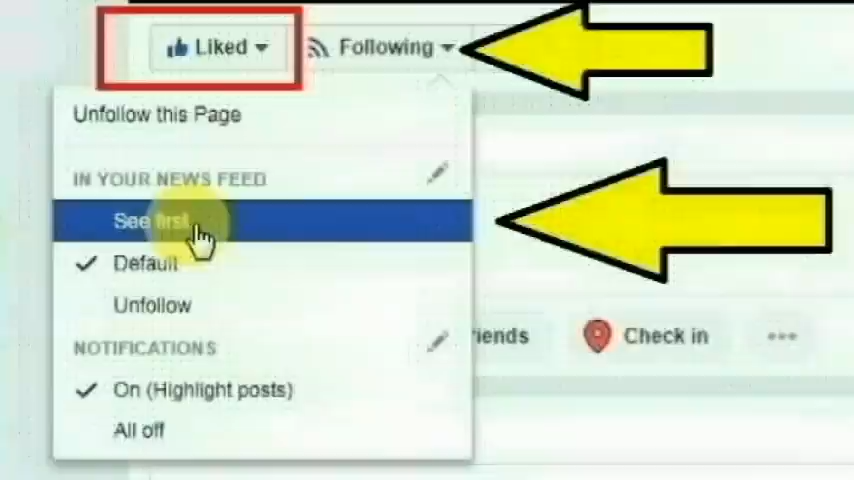 Liked
Following
Unfollow this Page
IN YOUR NEWS FEED
See first
Default
Unfollow
riends
Check in
NOTIFICATIONS
On (Highlight posts)
All off